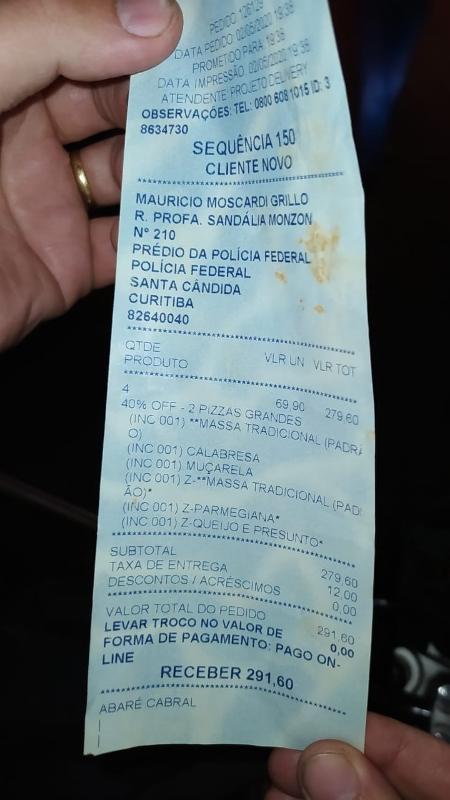 PEDIDO 126129
DATA PEDIDO 02/05/2020 19:36
PROMETIDO PARA 19:36
DATA IMPRESSÃO 02/05/2020 19:36
ATENDENTE PROJETO DELIVERY
OBSERVAÇÕES: TEL: 0800 608 1015 ID: 3
8634730
SEQUÊNCIA 150
CLIENTE NOVO
MAURICIO MOSCARDI GRILLO
R. PROFA. SANDÁLIA MONZON
Nº 210
PRÉDIO DA POLÍCIA FEDERAL
POLÍCIA FEDERAL
SANTA CÂNDIDA
CURITIBA
82640040
QTDE
PRODUTO VLR UN VLR TOT
4 69,90 279,60
40% OFF - 2 PIZZAS GRANDES
(INC 001) **MASSA TRADICIONAL (PADRÃ
O)
(INC 001) CALABRESA
(INC 001) MUÇARELA
(INC 001) Z-**MASSA TRADICIONAL (PADR
ÃO)*
(INC 001) Z-PARMEGIANA*
(INC 001) Z-QUEIJO E PRESUNTO*
SUBTOTAL 279,60
TAXA DE ENTREGA 12,00
DESCONTOS / ACRÉSCIMOS 0,00
VALOR TOTAL DO PEDIDO 291,60
LEVAR TROCO NO VALOR DE 0,00
FORMA DE PAGAMENTO: PAGO ON-
LINE
RECEBER 291,60
ABARÉ CABRAL